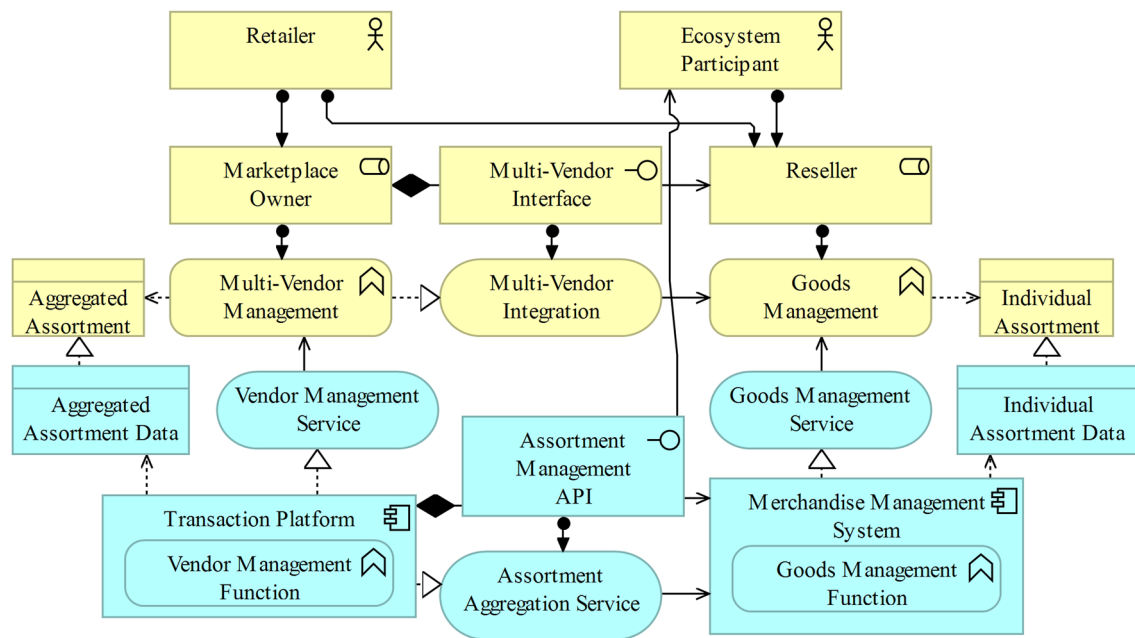 Retailer
Ecosystem
Participant
Marketplace
Owner
Multi-Vendor
Interface
Reseller
Aggregated
Assortment
Multi-Vendor
Management
Multi-Vendor
Integration
Goods
Management
Individual
Assortment
Aggregated
Assortment Data
Vendor Management
Service
Goods Management
Service
Individual
Assortment Data
Assortment
Management
API
Transaction Platform
Vendor Management
Function
Assortment
Aggregation Service
Merchandise Management
System
Goods Management
Function